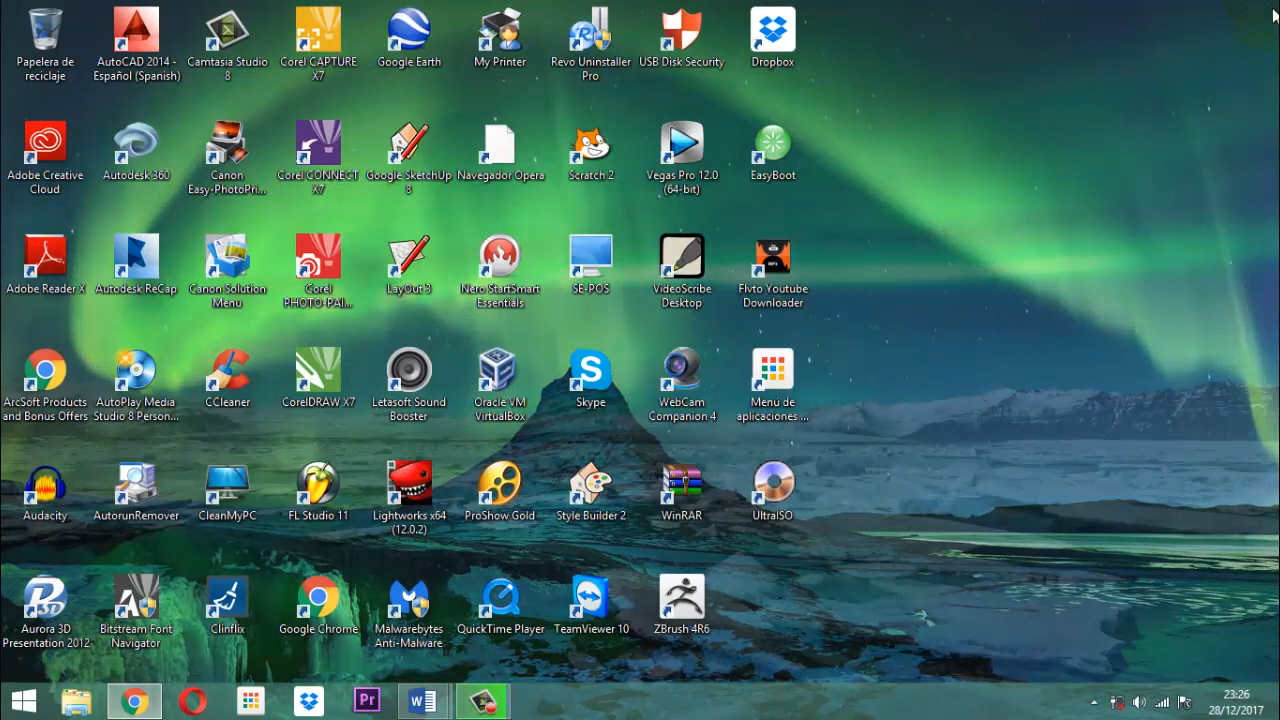 Papelera de
reciclaje
AutoCAD 2014 -
Español (Spanish)
Camtasia Studio
8
Corel CAPTURE
X7
Google Earth
My Printer
Revo Uninstaller
Pro
USB Disk Security
Dropbox
Adobe Creative
Cloud
Autodesk 360
Canon
Easy-PhotoPri...
Corel CONNECT
X7
Google SketchUp
8
Navegador Opera
Scratch 2
Vegas Pro 12.0
(64-bit)
EasyBoot
Adobe Reader X
Autodesk ReCap
Canon Solution
Menu
Corel
PHOTO-PAI...
LayOut 3
Nero StartSmart
Essentials
SE-POS
VideoScribe
Desktop
Flvto Youtube
Downloader
ArcSoft Products
and Bonus Offers
AutoPlay Media
Studio 8 Person...
CCleaner
CorelDRAW X7
Letasoft Sound
Booster
Oracle VM
VirtualBox
Skype
WebCam
Companion 4
Menú de
aplicaciones ...
Audacity
AutorunRemover
CleanMyPC
FL Studio 11
Lightworks x64
(12.0.2)
ProShow Gold
Style Builder 2
WinRAR
UltraISO
Aurora 3D
Presentation 2012
Bitstream Font
Navigator
Clinflix
Google Chrome
Malwarebytes
Anti-Malware
QuickTime Player
TeamViewer 10
ZBrush 4R6
Pr
23:26
28/12/2017